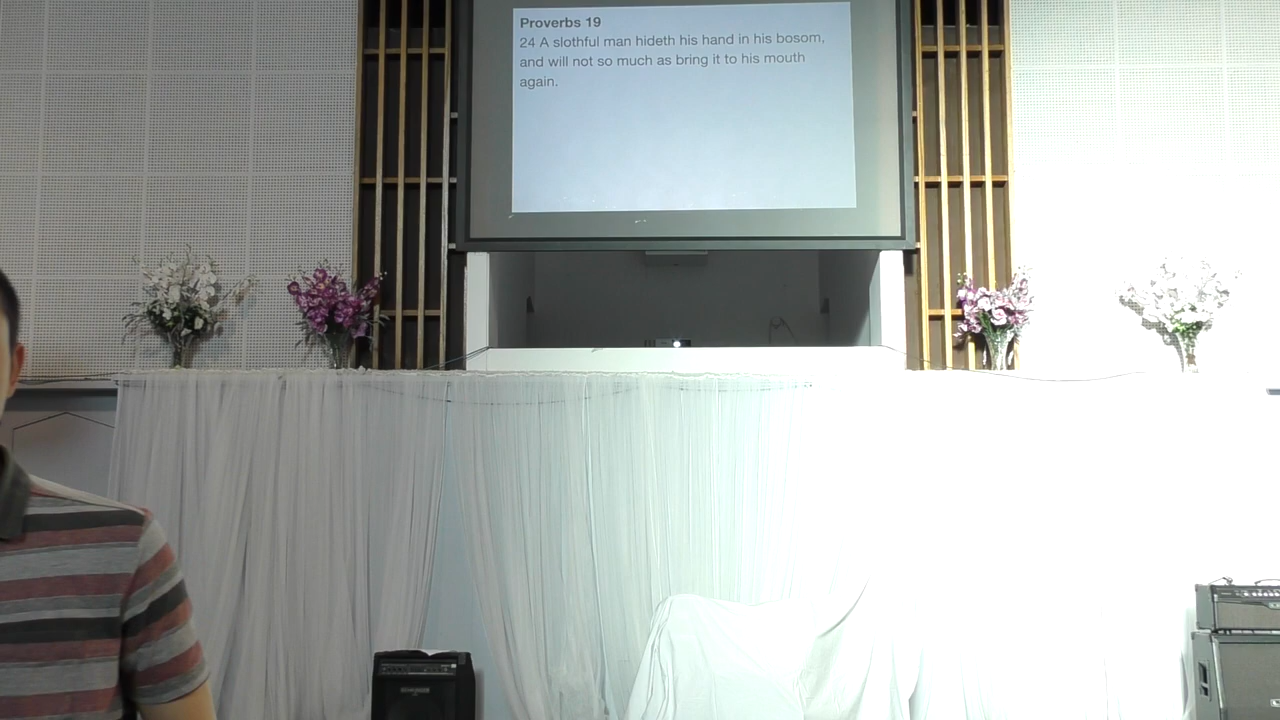 Proverbs 19
24 A slothful man hideth his hand in his bosom,
and will not so much as bring it to his mouth
again.